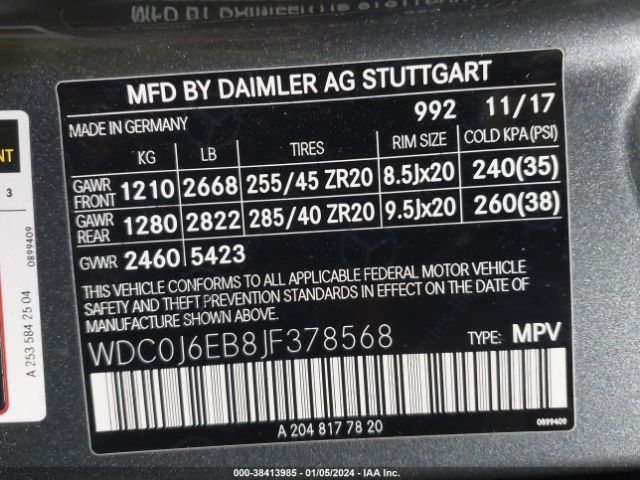 MFD BY DAIMLER AG STUTTGART
992 11/17
MADE IN GERMANY
KG LB TIRES RIM SIZE COLD KPA(PSI)
GAWR FRONT 1210 2668 255/45 ZR20 8.5Jx20 240(35)
GAWR REAR 1280 2822 285/40 ZR20 9.5Jx20 260(38)
GVWR 2460 5423
THIS VEHICLE CONFORMS TO ALL APPLICABLE FEDERAL MOTOR VEHICLE
SAFETY AND THEFT PREVENTION STANDARDS IN EFFECT ON THE DATE OF
MANUFACTURE SHOWN ABOVE.
WDC0J6EB8JF378568 TYPE: MPV
A 204 817 78 20
0899409
NT
3
0899409
A 253 584 25 04
000-38413985 - 01/05/2024 - IAA Inc.